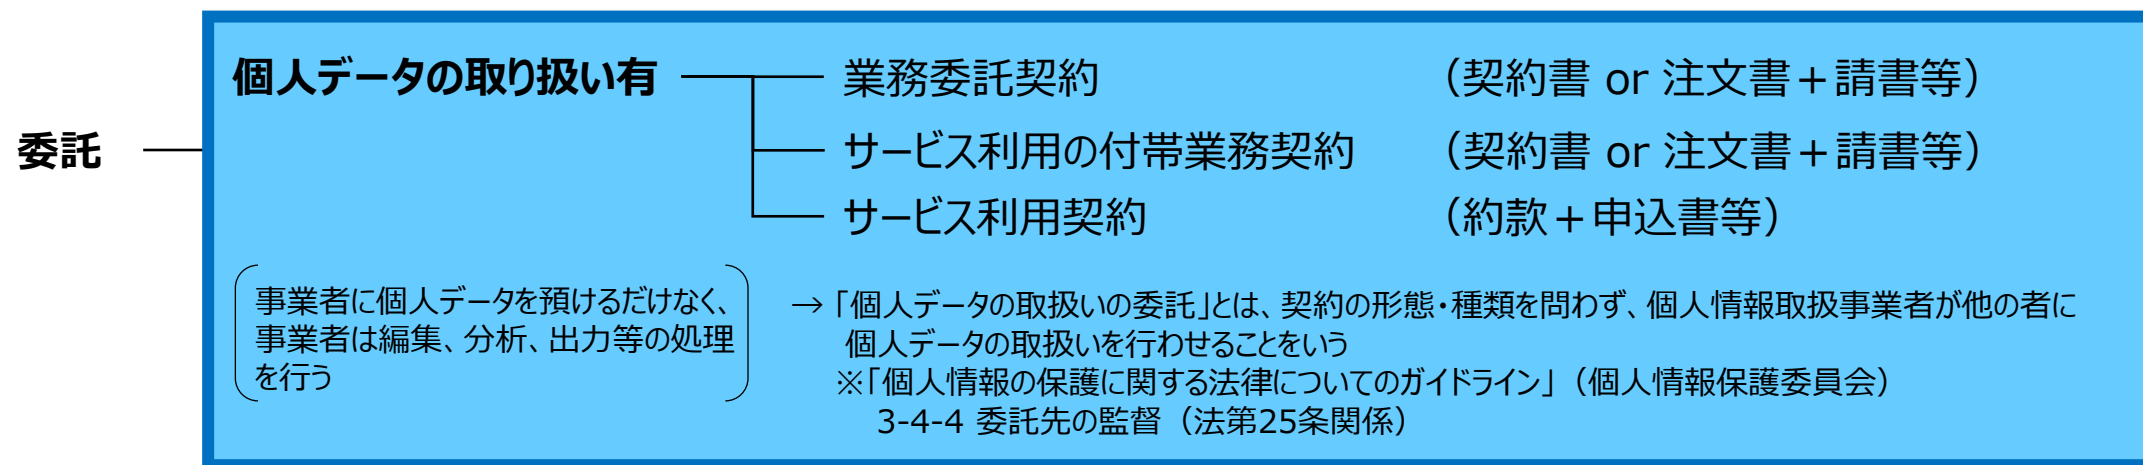 委託
個人データの取り扱い有
業務委託契約 （契約書 or 注文書＋請書等）
サービス利用の付帯業務契約 （契約書 or 注文書＋請書等）
サービス利用契約 （約款＋申込書等）
事業者に個人データを預けるだけなく、
事業者は編集、分析、出力等の処理
を行う
→「個人データの取扱いの委託」とは、契約の形態・種類を問わず、個人情報取扱事業者が他の者に
個人データの取扱いを行わせることをいう
※「個人情報の保護に関する法律についてのガイドライン」（個人情報保護委員会）
3-4-4 委託先の監督（法第25条関係）